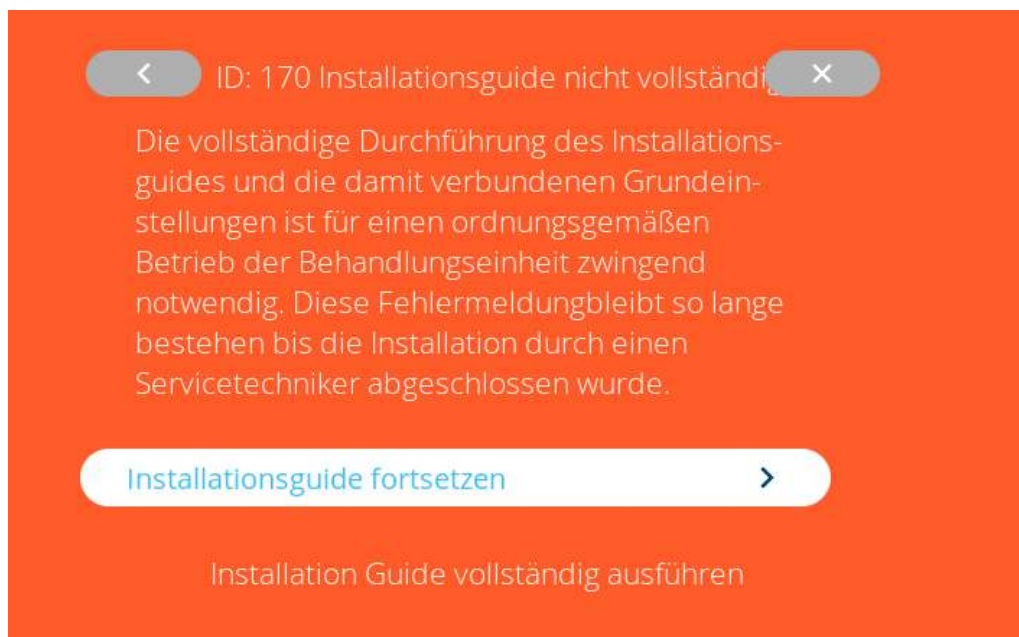 ID: 170 Installationsguide nicht vollständi
Die vollständige Durchführung des Installations-
guides und die damit verbundenen Grundein-
stellungen ist für einen ordnungsgemäßen
Betrieb der Behandlungseinheit zwingend
notwendig. Diese Fehlermeldungbleibt so lange
bestehen bis die Installation durch einen
Servicetechniker abgeschlossen wurde.
Installationsguide fortsetzen
Installation Guide vollständig ausführen